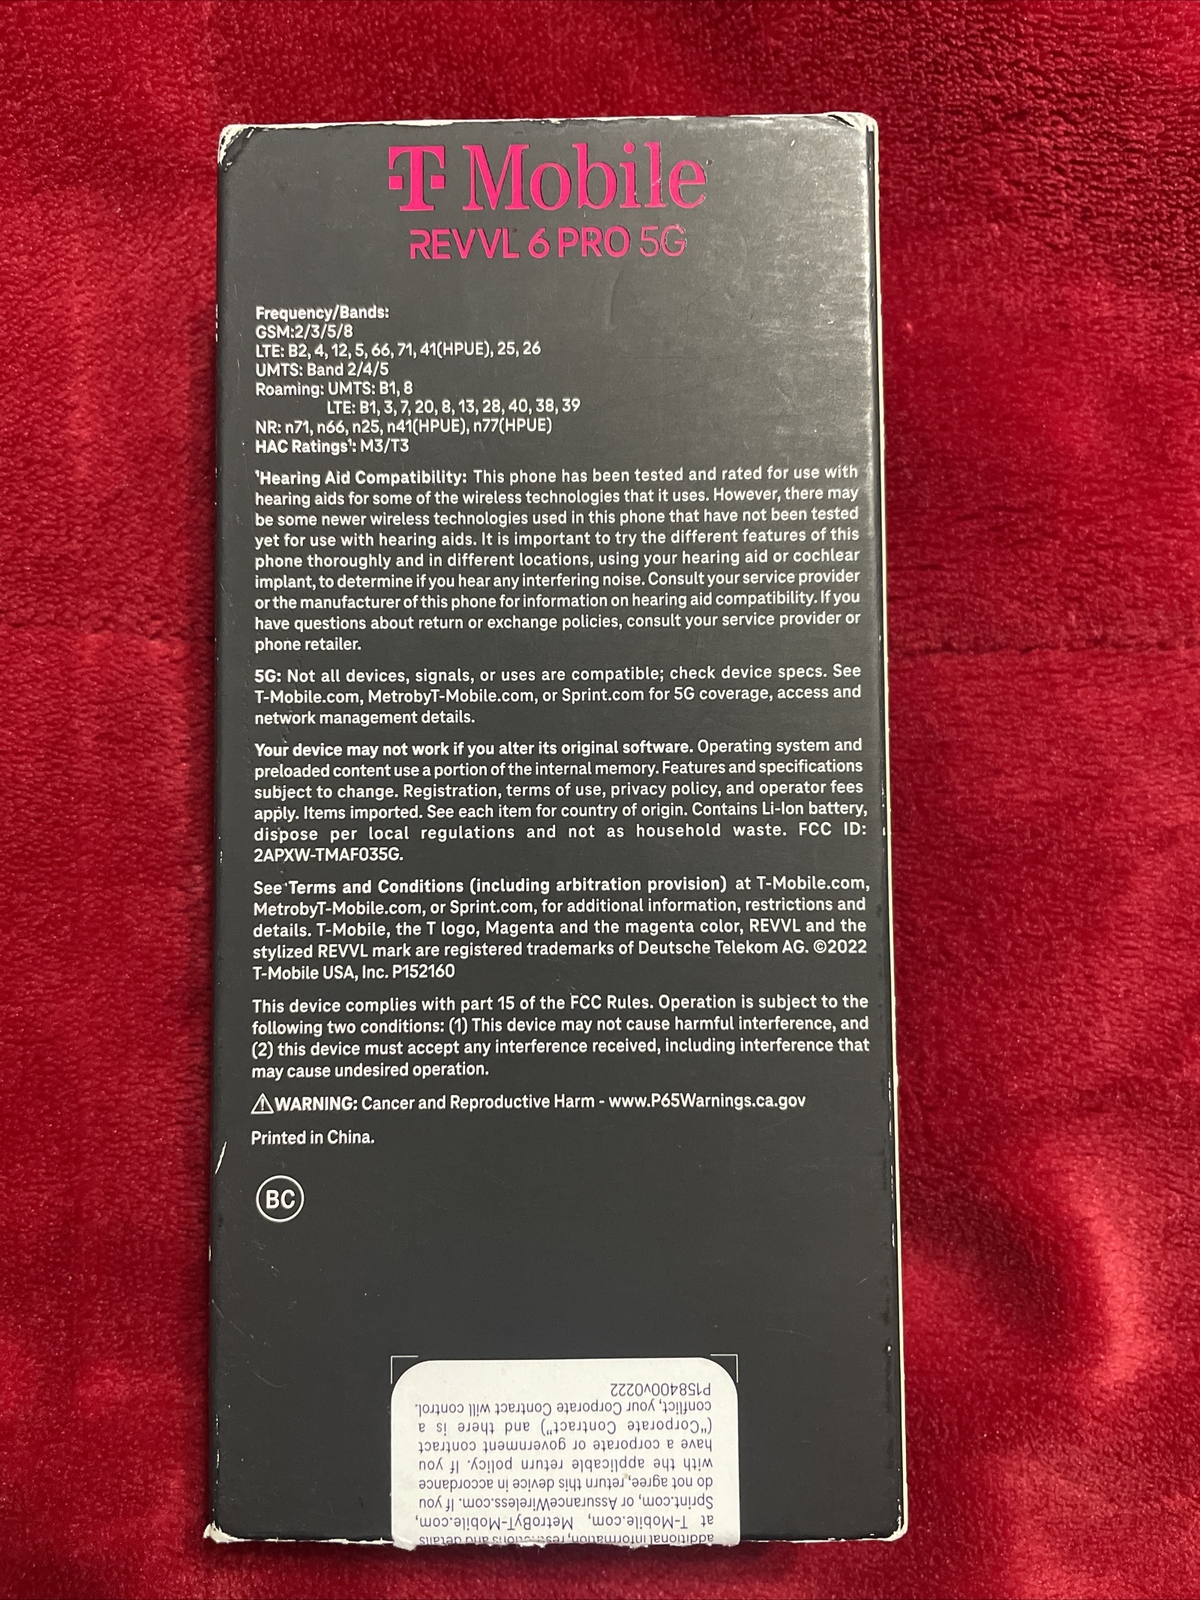 T Mobile
REVVL 6 PRO 5G
Frequency/Bands:
GSM:2/3/5/8
LTE: B2, 4, 12, 5, 66, 71, 41(HPUE), 25, 26
UMTS: Band 2/4/5
Roaming: UMTS: B1, 8
LTE: B1, 3, 7, 20, 8, 13, 28, 40, 38, 39
NR: n71, n66, n25, n41(HPUE), n77(HPUE)
HAC Ratings¹: M3/T3
¹Hearing Aid Compatibility: This phone has been tested and rated for use with
hearing aids for some of the wireless technologies that it uses. However, there may
be some newer wireless technologies used in this phone that have not been tested
yet for use with hearing aids. It is important to try the different features of this
phone thoroughly and in different locations, using your hearing aid or cochlear
implant, to determine if you hear any interfering noise. Consult your service provider
or the manufacturer of this phone for information on hearing aid compatibility. If you
have questions about return or exchange policies, consult your service provider or
phone retailer.
5G: Not all devices, signals, or uses are compatible; check device specs. See
T-Mobile.com, MetrobyT-Mobile.com, or Sprint.com for 5G coverage, access and
network management details.
Your device may not work if you alter its original software. Operating system and
preloaded content use a portion of the internal memory. Features and specifications
subject to change. Registration, terms of use, privacy policy, and operator fees
apply. Items imported. See each item for country of origin. Contains Li-Ion battery,
dispose per local regulations and not as household waste. FCC ID:
2APXW-TMAF035G.
See Terms and Conditions (including arbitration provision) at T-Mobile.com,
MetrobyT-Mobile.com, or Sprint.com, for additional information, restrictions and
details. T-Mobile, the T logo, Magenta and the magenta color, REVVL and the
stylized REVVL mark are registered trademarks of Deutsche Telekom AG. ©2022
T-Mobile USA, Inc. P152160
This device complies with part 15 of the FCC Rules. Operation is subject to the
following two conditions: (1) This device may not cause harmful interference, and
(2) this device must accept any interference received, including interference that
may cause undesired operation.
⚠WARNING: Cancer and Reproductive Harm - www.P65Warnings.ca.gov
Printed in China.
BC
additional information, restrictions and details
at T-Mobile.com, MetroByT-Mobile.com,
Sprint.com, or AssuranceWireless.com. If you
do not agree, return this device in accordance
with the applicable return policy. If you
have a corporate or government contract
("Corporate Contract") and there is a
conflict, your Corporate Contract will control.
P158400v0222